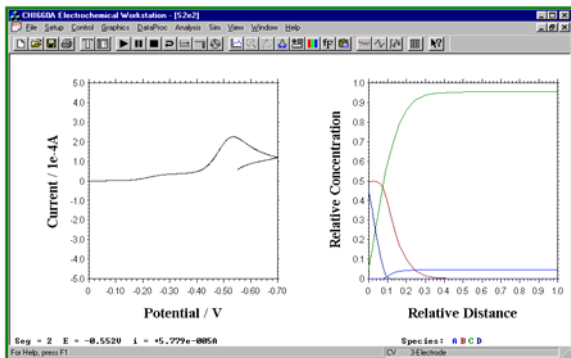 CHI660A Electrochemical Workstation - [S2n2]
File Setup Control Graphics DataProc Analysis Sim View Window Help
5.0
4.0
3.0
2.0
1.0
0
-1.0
-2.0
-3.0
-4.0
-5.0
Current / 1e-4A
0 -0.10 -0.20 -0.30 -0.40 -0.50 -0.60 -0.70
Potential / V
1.0
0.9
0.8
0.7
0.6
0.5
0.4
0.3
0.2
0.1
0
Relative Concentration
0 0.1 0.2 0.3 0.4 0.5 0.6 0.7 0.8 0.9 1.0
Relative Distance
Seg = 2 E = -0.552V i = +5.779e-005A
Species: A B C D
For Help, press F1
CV 3-Electrode